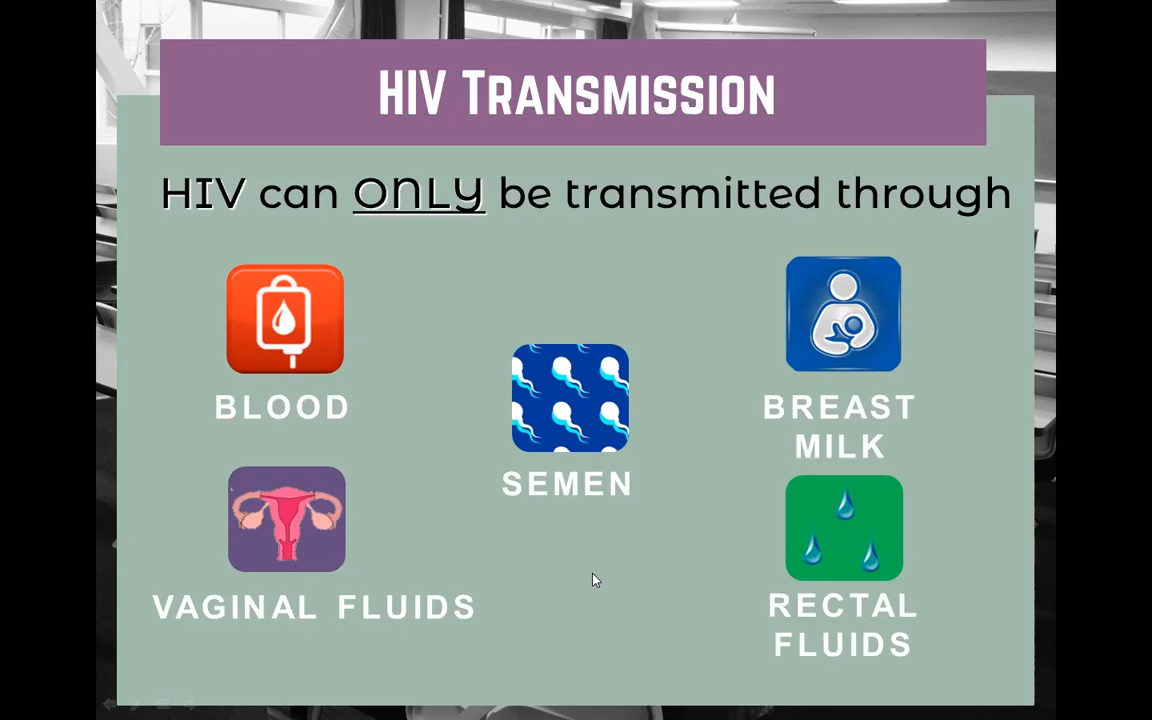 HIV TRANSMISSION
HIV can ONLY be transmitted through
BLOOD
VAGINAL FLUIDS
SEMEN
BREAST
MILK
RECTAL
FLUIDS